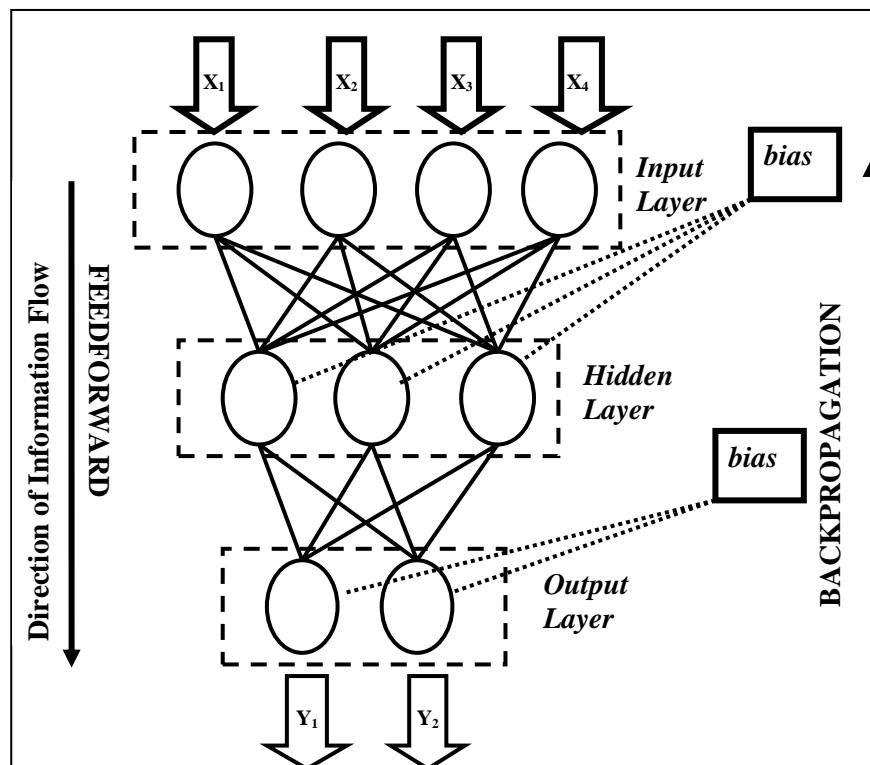 X₁ X₂ X₃ X₄
Input
Layer
bias
Direction of Information Flow
FEEDFORWARD
Hidden
Layer
bias
BACKPROPAGATION
Output
Layer
Y₁ Y₂